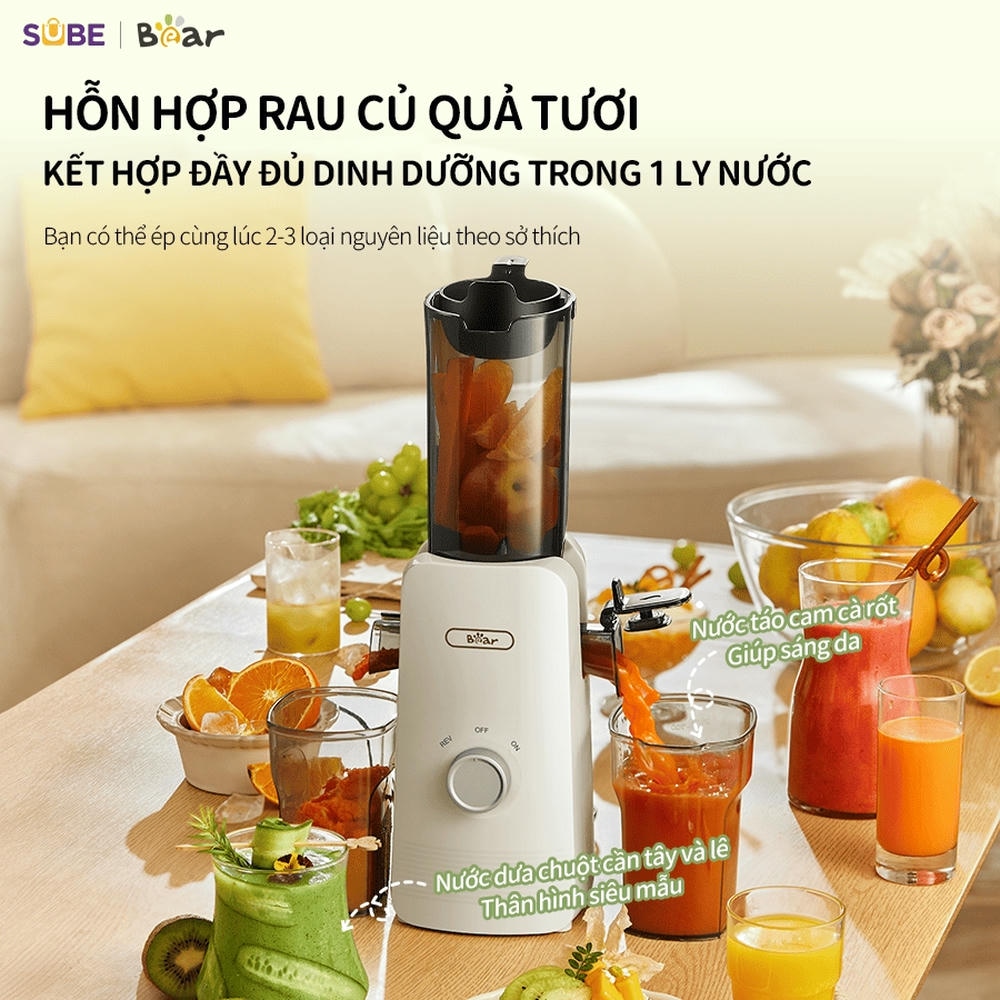 SUBE | Bear
HỖN HỢP RAU CỦ QUẢ TƯƠI
KẾT HỢP ĐẦY ĐỦ DINH DƯỠNG TRONG 1 LY NƯỚC
Bạn có thể ép cùng lúc 2-3 loại nguyên liệu theo sở thích
Nước táo cam cà rốt
Giúp sáng da
Bear
REV OFF ON
Nước dưa chuột cần tây và lê
Thân hình siêu mẫu